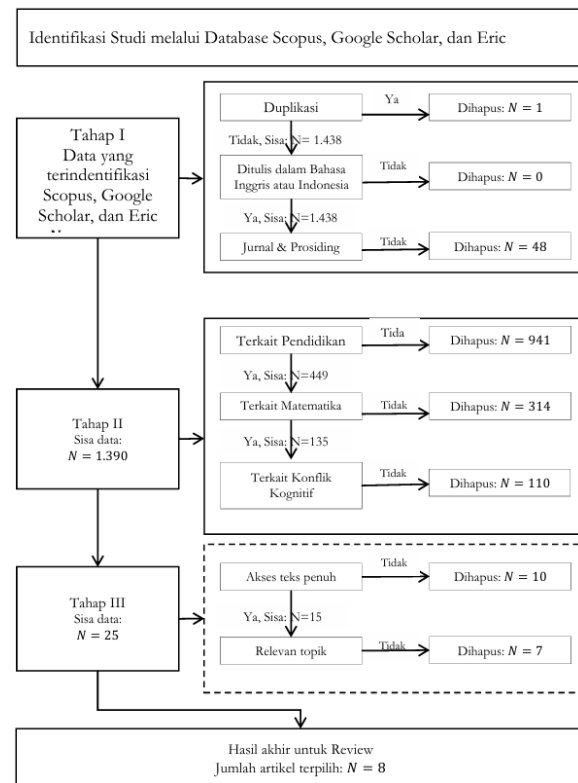 Identifikasi Studi melalui Database Scopus, Google Scholar, dan Eric
Tahap I
Data yang
terindentifikasi
Scopus, Google
Scholar, dan Eric
Duplikasi
Ya
Dihapus: N = 1
Tidak, Sisa: N= 1.438
Ditulis dalam Bahasa
Inggris atau Indonesia
Tidak
Dihapus: N = 0
Ya, Sisa: N=1.438
Jurnal & Prosiding
Tidak
Dihapus: N = 48
Tahap II
Sisa data:
N = 1.390
Terkait Pendidikan
Tida
Dihapus: N = 941
Ya, Sisa: N=449
Terkait Matematika
Tidak
Dihapus: N = 314
Ya, Sisa: N=135
Terkait Konflik
Kognitif
Tidak
Dihapus: N = 110
Tahap III
Sisa data:
N = 25
Akses teks penuh
Tidak
Dihapus: N = 10
Ya, Sisa: N=15
Relevan topik
Tidak
Dihapus: N = 7
Hasil akhir untuk Review
Jumlah artikel terpilih: N = 8